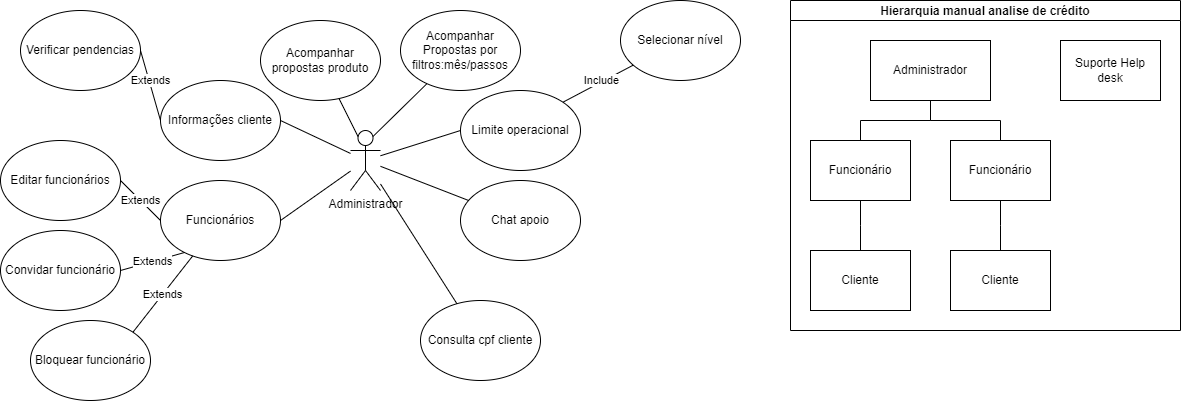 Verificar pendencias
Extends
Informações cliente
Acompanhar
propostas produto
Acompanhar
Propostas por
filtros:mês/passos
Selecionar nível
Include
Limite operacional
Editar funcionários
Extends
Funcionários
Administrador
Chat apoio
Convidar funcionário
Extends
Extends
Bloquear funcionário
Consulta cpf cliente
Hierarquia manual analise de crédito
Administrador
Suporte Help
desk
Funcionário
Funcionário
Cliente
Cliente